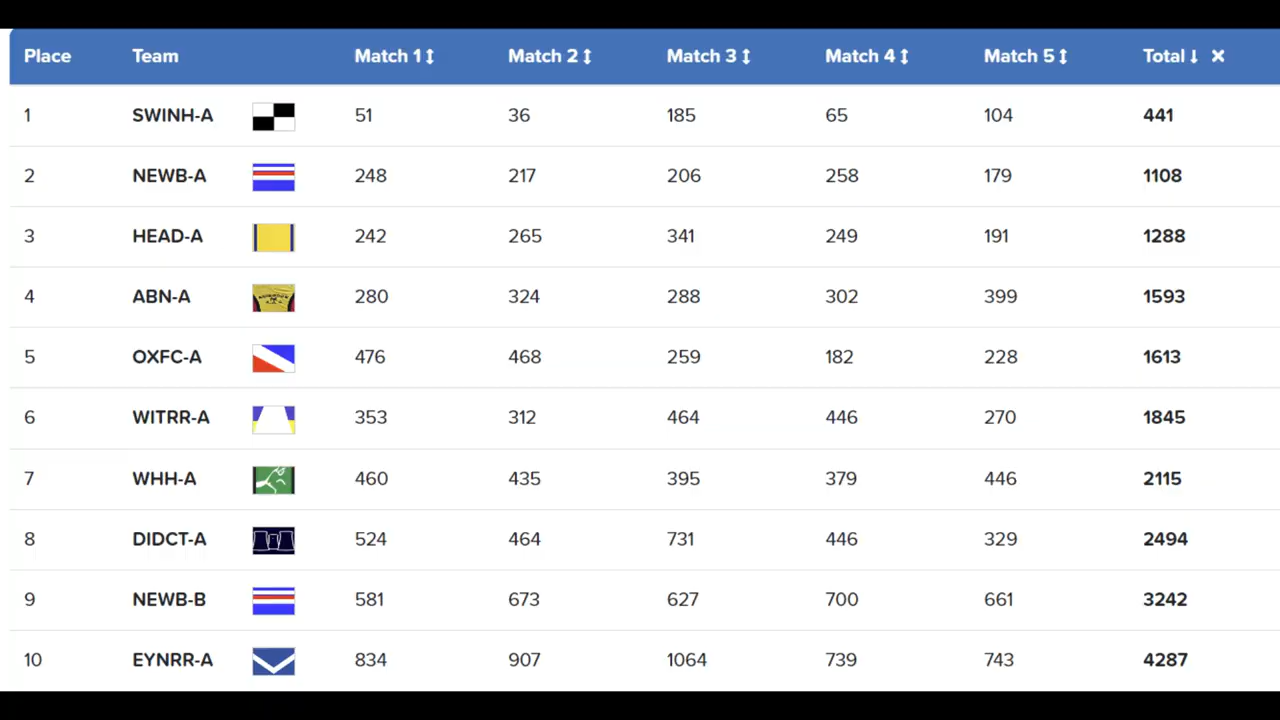 Place Team Match 1 Match 2 Match 3 Match 4 Match 5 Total
1 SWINH-A 51 36 185 65 104 441
2 NEWB-A 248 217 206 258 179 1108
3 HEAD-A 242 265 341 249 191 1288
4 ABN-A 280 324 288 302 399 1593
5 OXFC-A 476 468 259 182 228 1613
6 WITRR-A 353 312 464 446 270 1845
7 WHH-A 460 435 395 379 446 2115
8 DIDCT-A 524 464 731 446 329 2494
9 NEWB-B 581 673 627 700 661 3242
10 EYNRR-A 834 907 1064 739 743 4287